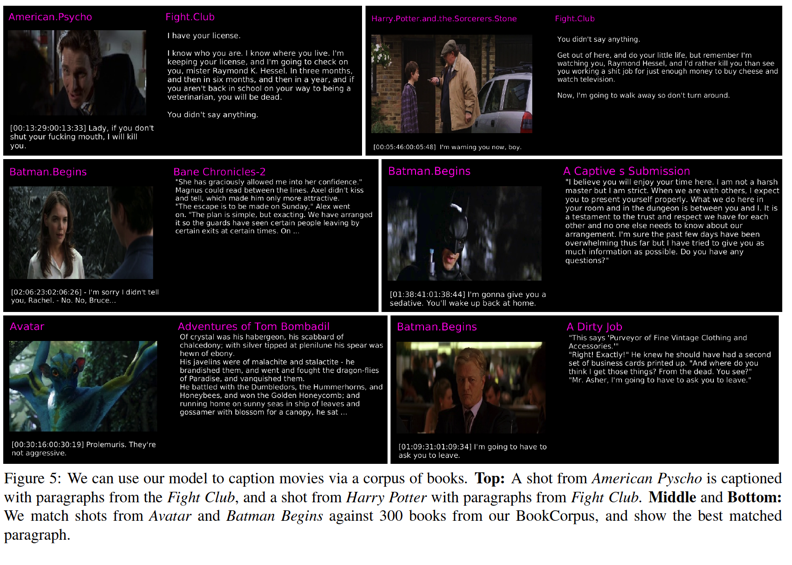 American.Psycho
Fight.Club
I have your license.
I know who you are. I know where you live. I'm
keeping your license, and I'm going to check on
you, mister Raymond K. Hessel. In three months,
and then in six months, and then in a year, and if
you aren't back in school on your way to being a
veterinarian, you will be dead.
You didn't say anything.
[00:13:29:00:13:33] Lady, if you don't
shut your fucking mouth, I will kill
you.
Harry.Potter.and.the.Sorcerers.Stone
Fight.Club
You didn't say anything.
Get out of here, and do your little life, but remember I'm
watching you, Raymond Hessel, and I'd rather kill you than see
you working a shit job for just enough money to buy cheese and
watch television.
Now, I'm going to walk away so don't turn around.
[00:05:46:00:05:48] I'm warning you now, boy.
Batman.Begins
Bane Chronicles-2
"She has graciously allowed me into her confidence."
Magnus could read between the lines. Axel didn't kiss
and tell, which made him only more attractive.
"The escape is to be made on Sunday," Alex went
on. "The plan is simple, but exacting. We have arranged
it so the guards have seen certain people leaving by
certain exits at certain times. On ...
[02:06:23:02:06:26] - I'm sorry I didn't tell
you, Rachel. - No. No, Bruce...
Batman.Begins
A Captive s Submission
"I believe you will enjoy your time here. I am not a harsh
master but I am strict. When we are with others, I expect
you to present yourself properly. What we do here in
your room and in the dungeon is between you and I. It is
a testament to the trust and respect we have for each
other and no one else needs to know about our
arrangement. I'm sure the past few days have been
overwhelming thus far but I have tried to give you as
much information as possible. Do you have any
questions?"
[01:38:41:01:38:44] I'm gonna give you a
sedative. You'll wake up back at home.
Avatar
Adventures of Tom Bombadil
Of crystal was his habergeon, his scabbard of
chalcedony; with silver tipped at plenilune his spear was
hewn of ebony.
His javelins were of malachite and stalactite - he
brandished them, and went and fought the dragon-flies
of Paradise, and vanquished them.
He battled with the Dumbledors, the Hummerhorns, and
Honeybees, and won the Golden Honeycomb; and
running home on sunny seas in ship of leaves and
gossamer with blossom for a canopy, he sat ...
[00:30:16:00:30:19] Prolemuris. They're
not aggressive.
Batman.Begins
A Dirty Job
"This says 'Purveyor of Fine Vintage Clothing and
Accessories.'"
"Right! Exactly!" He knew he should have had a second
set of business cards printed up. "And where do you
think I get those things? From the dead. You see?"
"Mr. Asher, I'm going to have to ask you to leave."
[01:09:31:01:09:34] I'm going to have to
ask you to leave.
Figure 5: We can use our model to caption movies via a corpus of books. Top: A shot from American Pyscho is captioned
with paragraphs from the Fight Club, and a shot from Harry Potter with paragraphs from Fight Club. Middle and Bottom:
We match shots from Avatar and Batman Begins against 300 books from our BookCorpus, and show the best matched
paragraph.